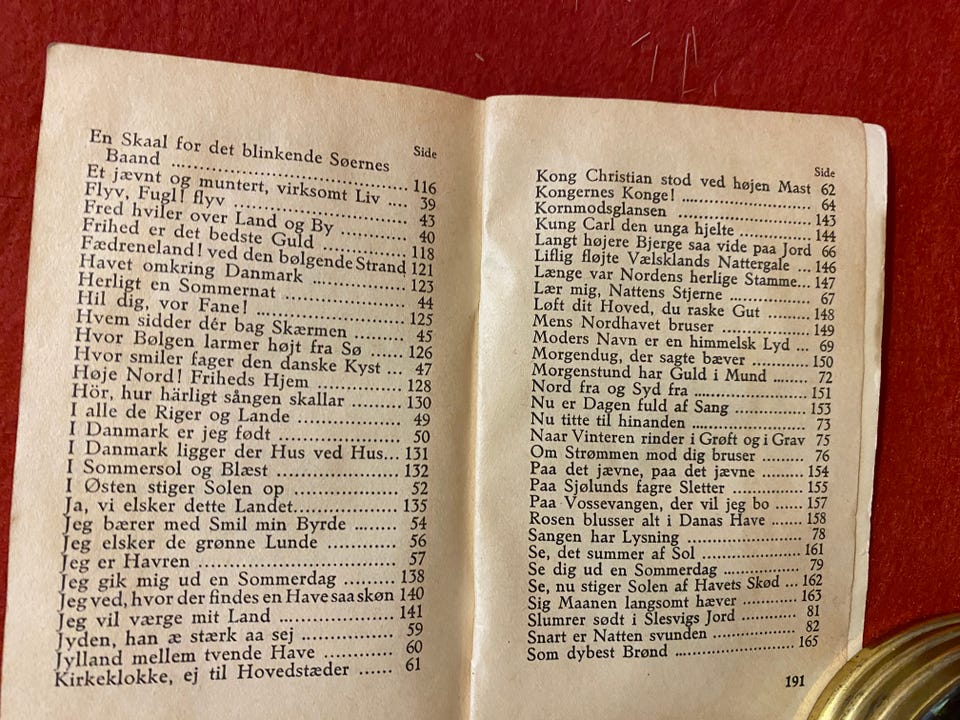 Side
En Skaal for det blinkende Søernes
Baand ........................ 116
Et jævnt og muntert, virksomt Liv .... 39
Flyv, Fugl! flyv .................... 43
Fred hviler over Land og By .......... 40
Frihed er det bedste Guld ............ 118
Fædreneland! ved den bølgende Strand 121
Havet omkring Danmark ............ 123
Herligt en Sommernat ................ 44
Hil dig, vor Fane! .................. 125
Hvem sidder dér bag Skærmen ........ 45
Hvor Bølgen larmer højt fra Sø ...... 126
Hvor smiler fager den danske Kyst ... 47
Høje Nord! Friheds Hjem ............ 128
Hör, hur härligt sången skallar ........ 130
I alle de Riger og Lande .............. 49
I Danmark er jeg født ................ 50
I Danmark ligger der Hus ved Hus... 131
I Sommersol og Blæst ................ 132
I Østen stiger Solen op .............. 52
Ja, vi elsker dette Landet.............. 135
Jeg bærer med Smil min Byrde ........ 54
Jeg elsker de grønne Lunde .......... 56
Jeg er Havren ...................... 57
Jeg gik mig ud en Sommerdag ........ 138
Jeg ved, hvor der findes en Have saa skøn 140
Jeg vil værge mit Land .............. 141
Jyden, han æ stærk aa sej ............ 59
Jylland mellem tvende Have .......... 60
Kirkeklokke, ej til Hovedstæder ...... 61
Side
Kong Christian stod ved højen Mast 62
Kongernes Konge! .................. 64
Kornmodsglansen .................. 143
Kung Carl den unga hjelte .......... 144
Langt højere Bjerge saa vide paa Jord 66
Liflig fløjte Vælsklands Nattergale ... 146
Længe var Nordens herlige Stamme... 147
Lær mig, Nattens Stjerne ............ 67
Løft dit Hoved, du raske Gut ........ 148
Mens Nordhavet bruser .............. 149
Moders Navn er en himmelsk Lyd ... 69
Morgendug, der sagte bæver .......... 150
Morgenstund har Guld i Mund ........ 72
Nord fra og Syd fra .................. 151
Nu er Dagen fuld af Sang ............ 153
Nu titte til hinanden ................ 73
Naar Vinteren rinder i Grøft og i Grav 75
Om Strømmen mod dig bruser ........ 76
Paa det jævne, paa det jævne ........ 154
Paa Sjølunds fagre Sletter ............ 155
Paa Vossevangen, der vil jeg bo ...... 157
Rosen blusser alt i Danas Have ...... 158
Sangen har Lysning .................. 78
Se, det summer af Sol ................ 161
Se dig ud en Sommerdag ............ 79
Se, nu stiger Solen af Havets Skød ... 162
Sig Maanen langsomt hæver .......... 163
Slumrer sødt i Slesvigs Jord .......... 81
Snart er Natten svunden .............. 82
Som dybest Brønd .................. 165
191